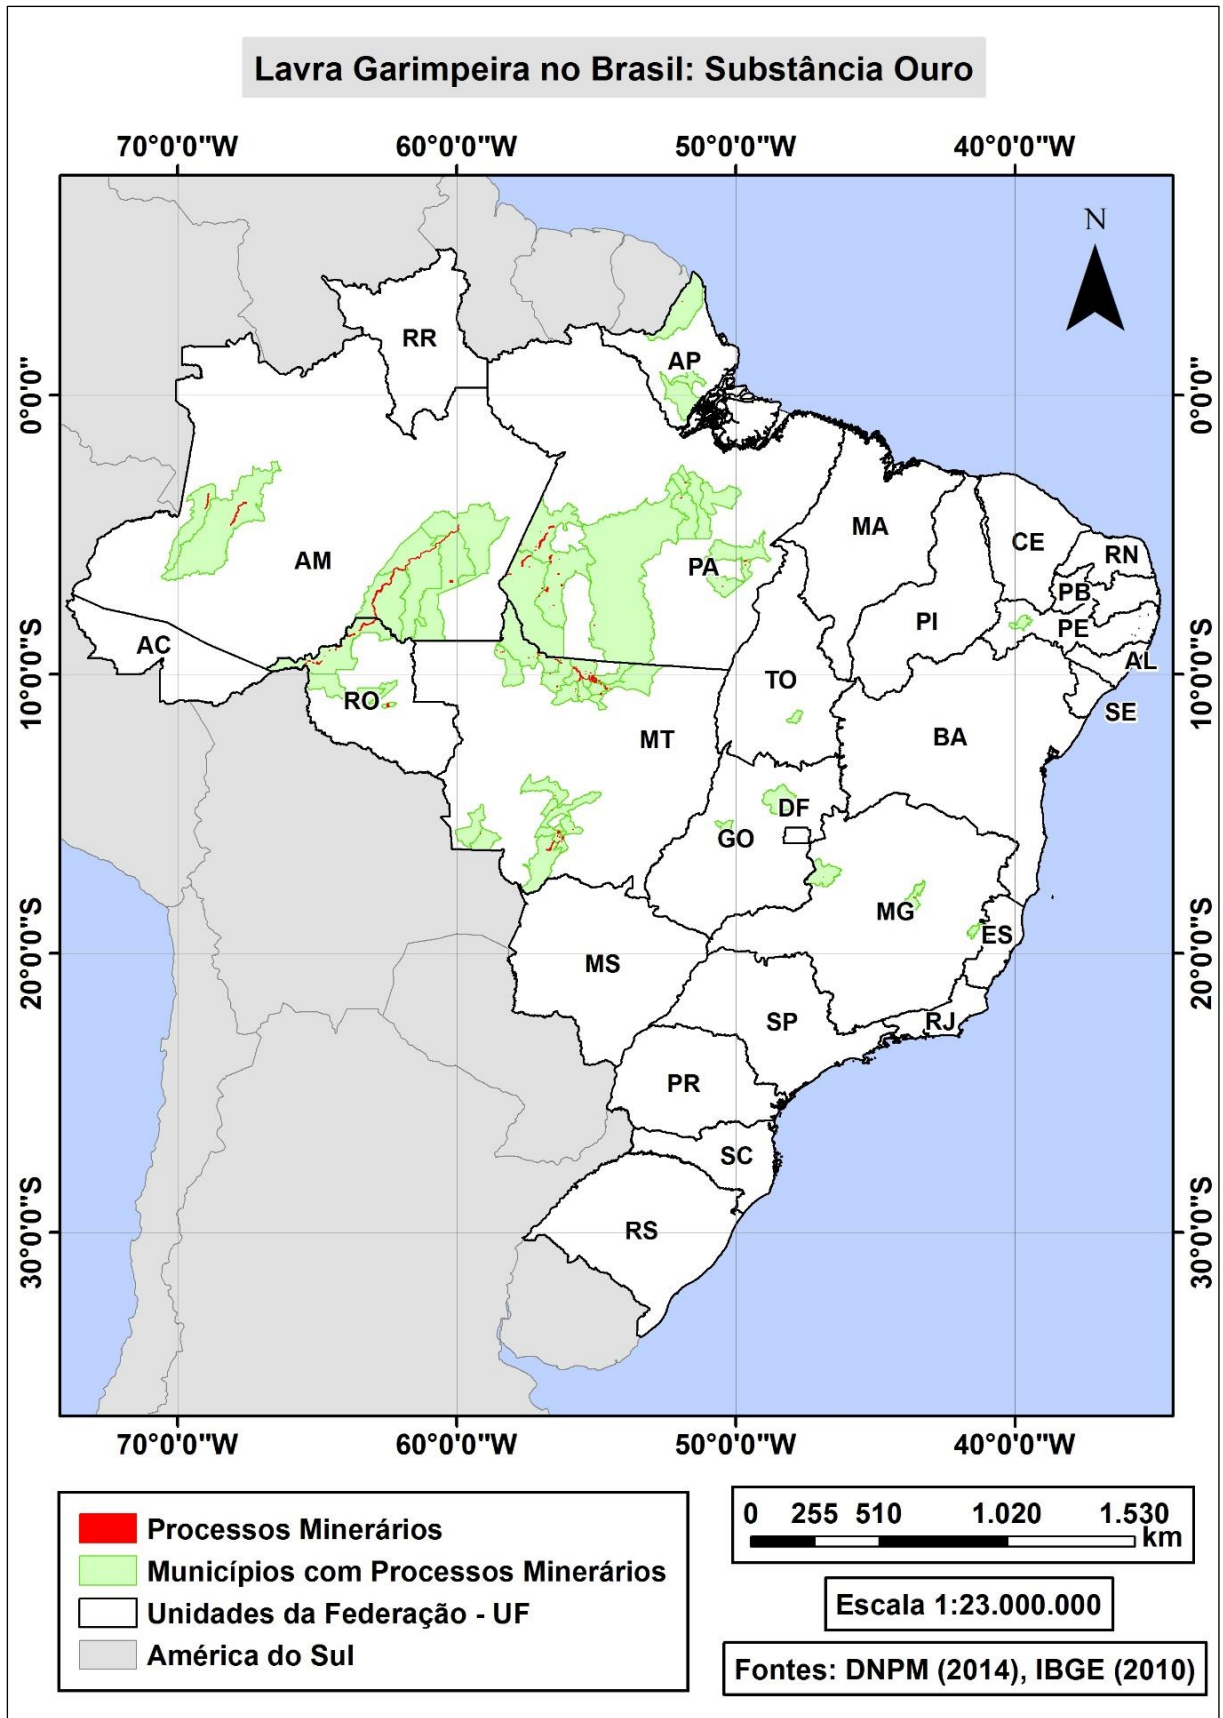 Lavra Garimpeira no Brasil: Substância Ouro
70°0'0"W 60°0'0"W 50°0'0"W 40°0'0"W
N
RR
AP
0°0'0" 0°0'0"
MA
CE
RN
AM
PA
PB
PI
PE
AC
AL
10°0'0"S 10°0'0"S
TO
RO
SE
MT
BA
DF
GO
MG
ES
20°0'0"S 20°0'0"S
MS
SP
RJ
PR
SC
RS
30°0'0"S 30°0'0"S
70°0'0"W 60°0'0"W 50°0'0"W 40°0'0"W
Processos Minerários
Municípios com Processos Minerários
Unidades da Federação - UF
América do Sul
0 255 510 1.020 1.530
km
Escala 1:23.000.000
Fontes: DNPM (2014), IBGE (2010)